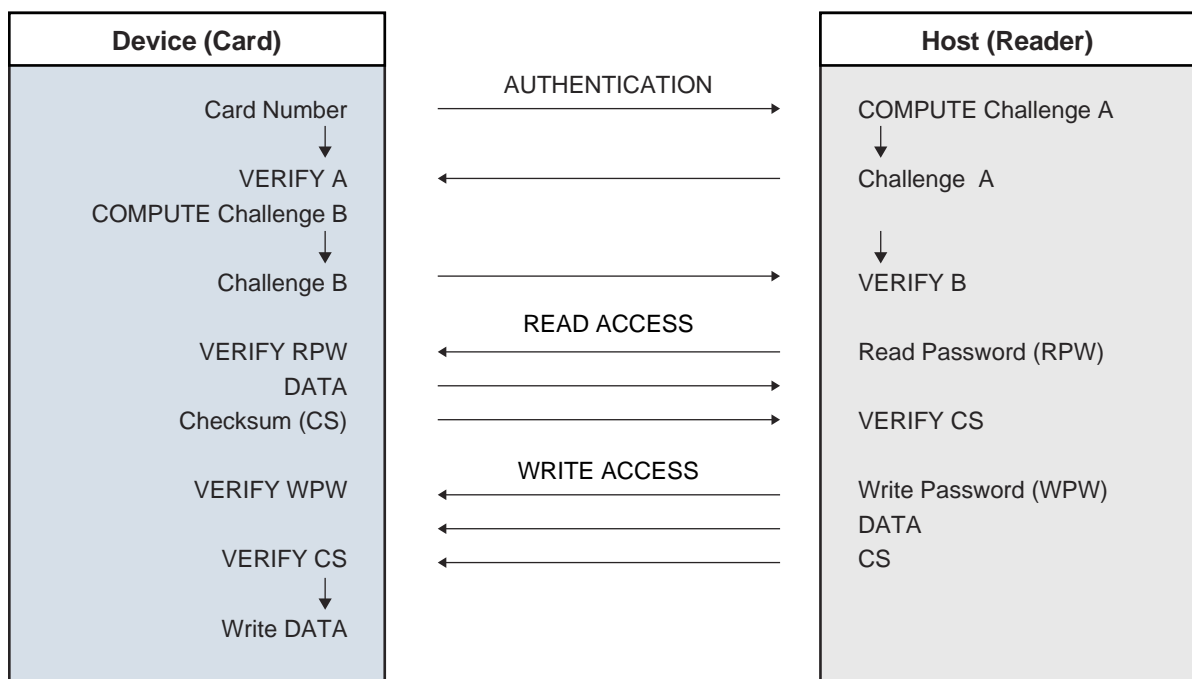 Device (Card)
Host (Reader)
AUTHENTICATION
Card Number
COMPUTE Challenge A
VERIFY A
Challenge A
COMPUTE Challenge B
Challenge B
VERIFY B
READ ACCESS
VERIFY RPW
Read Password (RPW)
DATA
Checksum (CS)
VERIFY CS
WRITE ACCESS
VERIFY WPW
Write Password (WPW)
DATA
VERIFY CS
CS
Write DATA